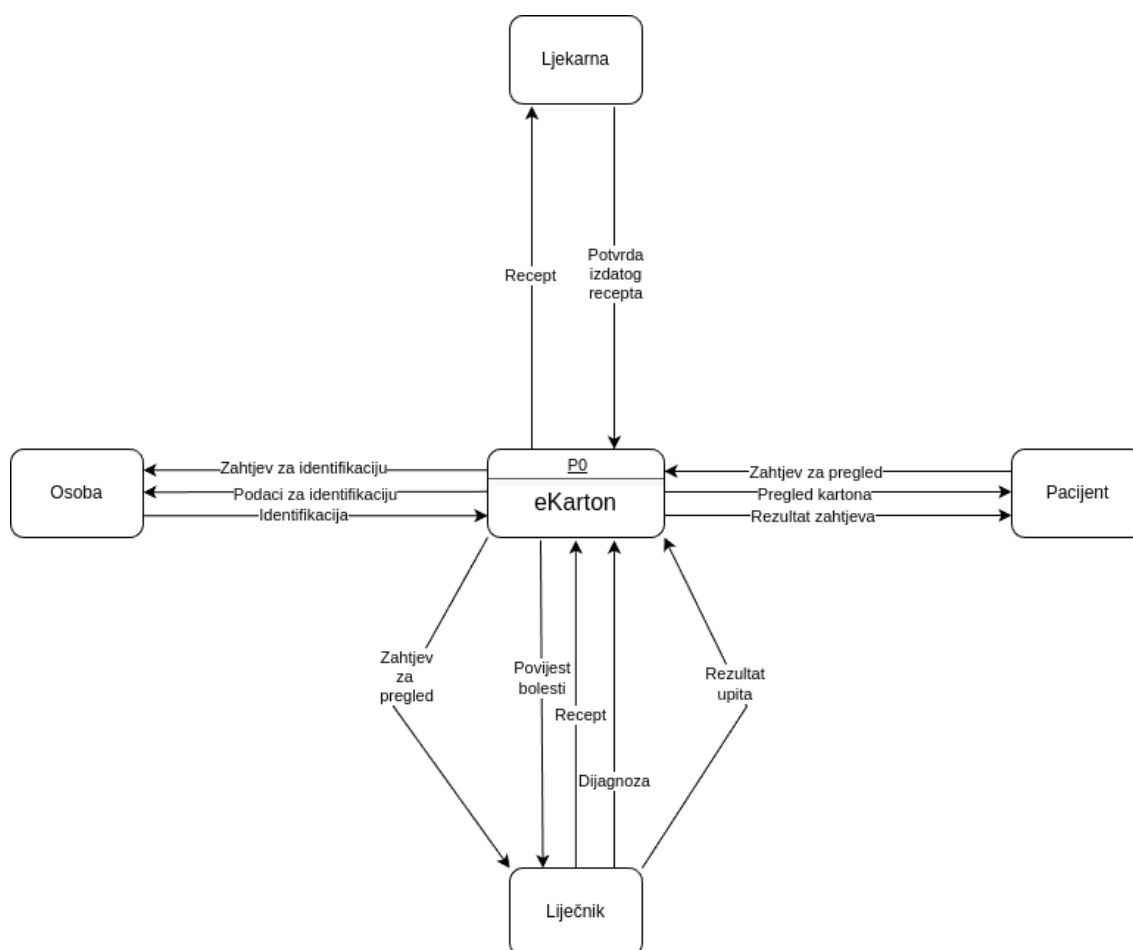 Ljekarna
Recept
Potvrda
izdatog
recepta
P0
eKarton
Osoba
Zahtjev za identifikaciju
Podaci za identifikaciju
Identifikacija
Zahtjev za pregled
Pregled kartona
Rezultat zahtjeva
Pacijent
Zahtjev
za
pregled
Povijest
bolesti
Recept
Dijagnoza
Rezultat
upita
Liječnik